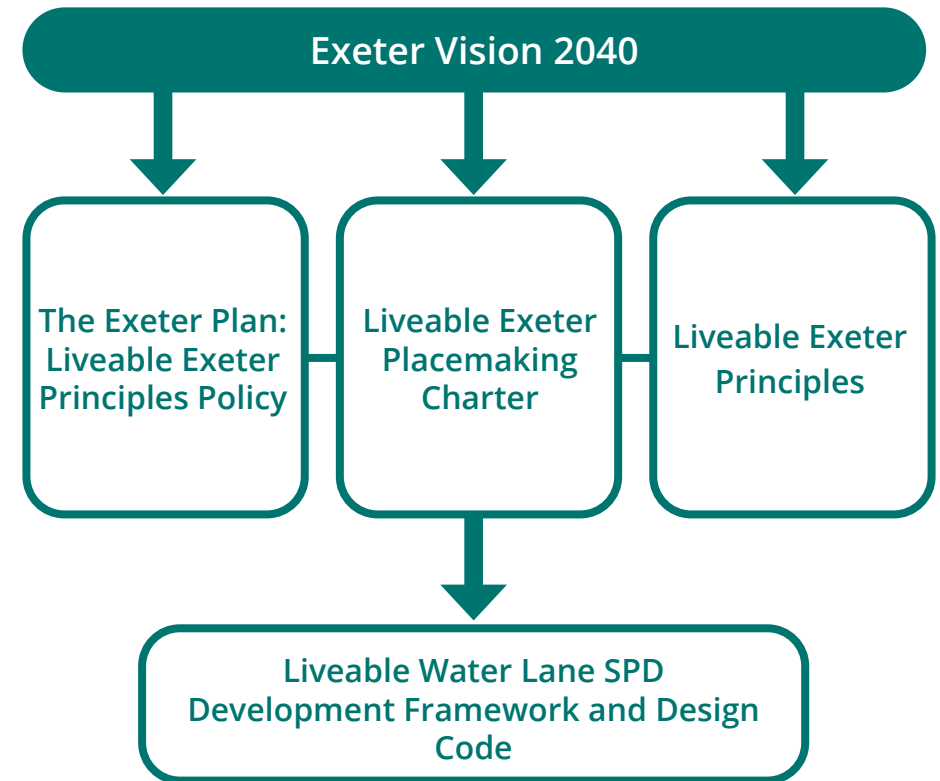 Exeter Vision 2040
The Exeter Plan:
Liveable Exeter
Principles Policy
Liveable Exeter
Placemaking
Charter
Liveable Exeter
Principles
Liveable Water Lane SPD
Development Framework and Design
Code